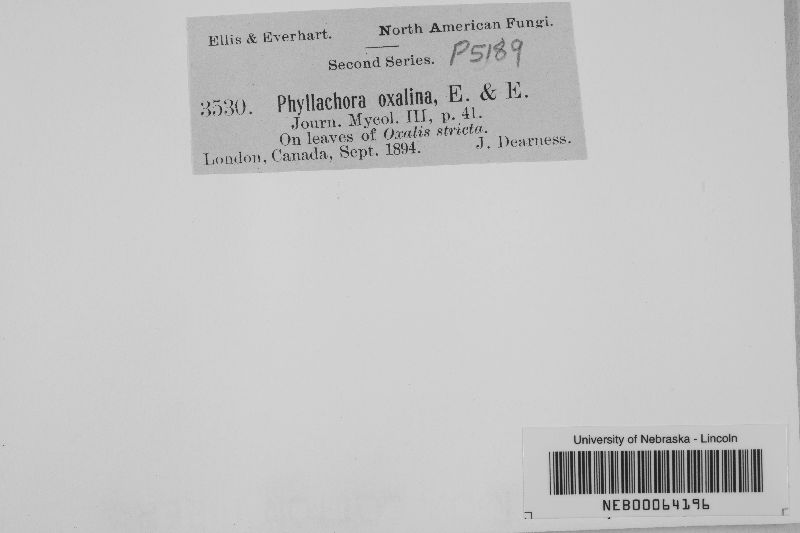 Ellis & Everhart. North American Fungi.
Second Series. P5189
3530. Phyllachora oxalina, E. & E.
Journ. Mycol. III, p. 41.
On leaves of Oxalis stricta.
London, Canada, Sept. 1894. J. Dearness.
University of Nebraska - Lincoln
NEB00064196